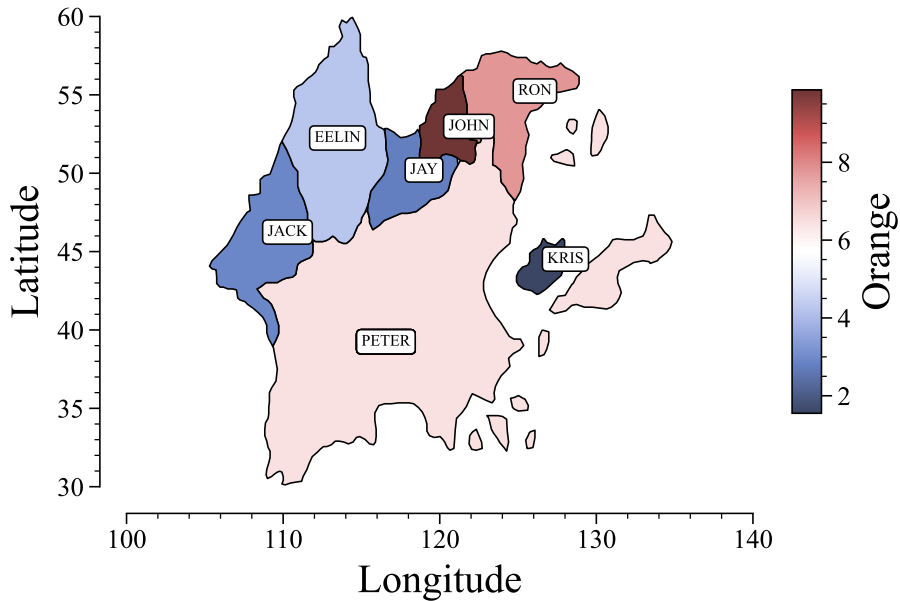 60
55
50
45
40
35
30
Latitude
100
110
120
130
140
Longitude
EELIN
JACK
JAY
JOHN
RON
KRIS
PETER
8
6
4
2
Orange